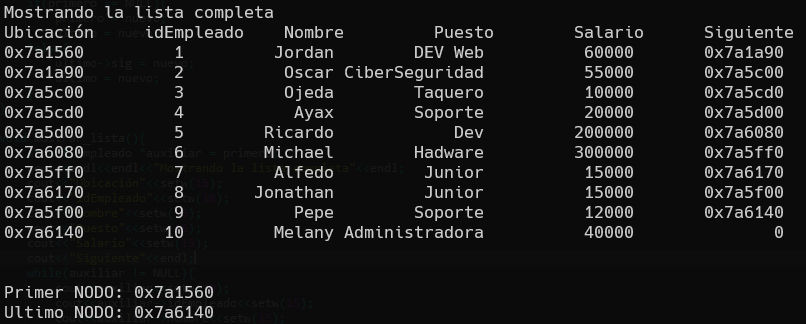 Mostrando la lista completa
Ubicación idEmpleado Nombre Puesto Salario Siguiente
0x7a1560 1 Jordan DEV Web 60000 0x7a1a90
0x7a1a90 2 Oscar CiberSeguridad 55000 0x7a5c00
0x7a5c00 3 Ojeda Taquero 10000 0x7a5cd0
0x7a5cd0 4 Ayax Soporte 20000 0x7a5d00
0x7a5d00 5 Ricardo Dev 200000 0x7a6080
0x7a6080 6 Michael Hadware 300000 0x7a5ff0
0x7a5ff0 7 Alfedo Junior 15000 0x7a6170
0x7a6170 8 Jonathan Junior 15000 0x7a5f00
0x7a5f00 9 Pepe Soporte 12000 0x7a6140
0x7a6140 10 Melany Administradora 40000 0
Primer NODO: 0x7a1560
Ultimo NODO: 0x7a6140